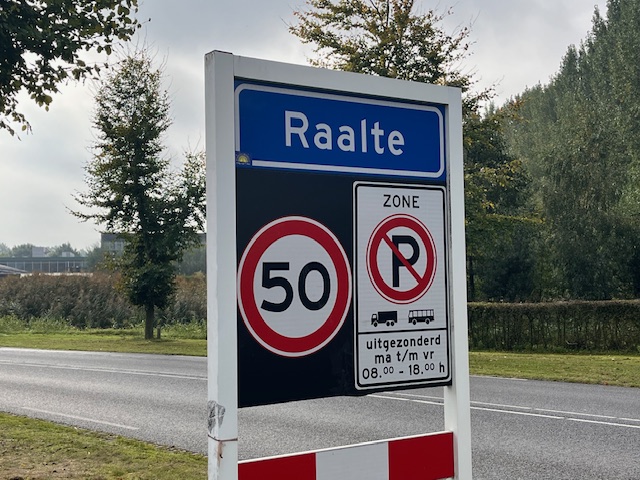 Raalte
50
ZONE
P
uitgezonderd
ma t/m vr
08.00 - 18.00 h